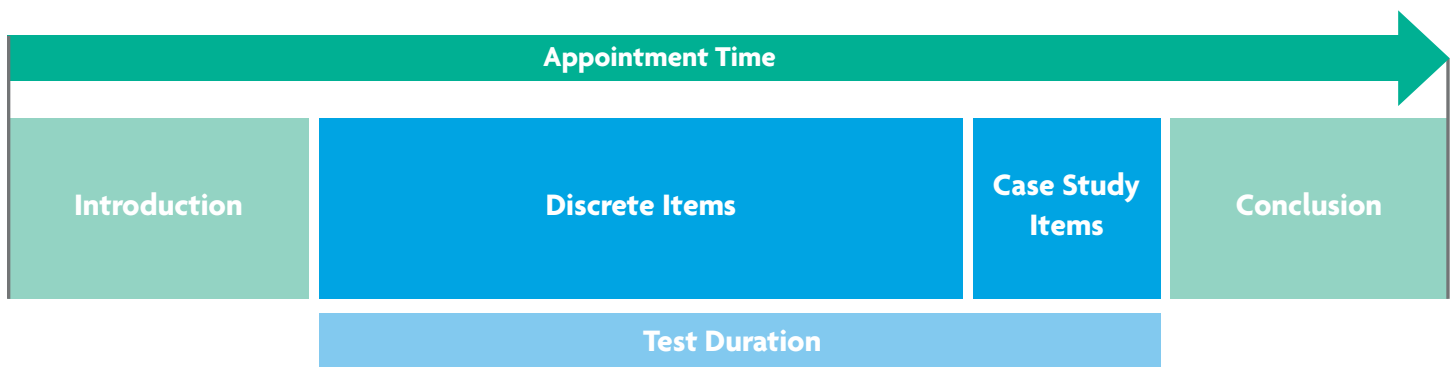 Appointment Time
Introduction
Discrete Items
Case Study
Items
Conclusion
Test Duration